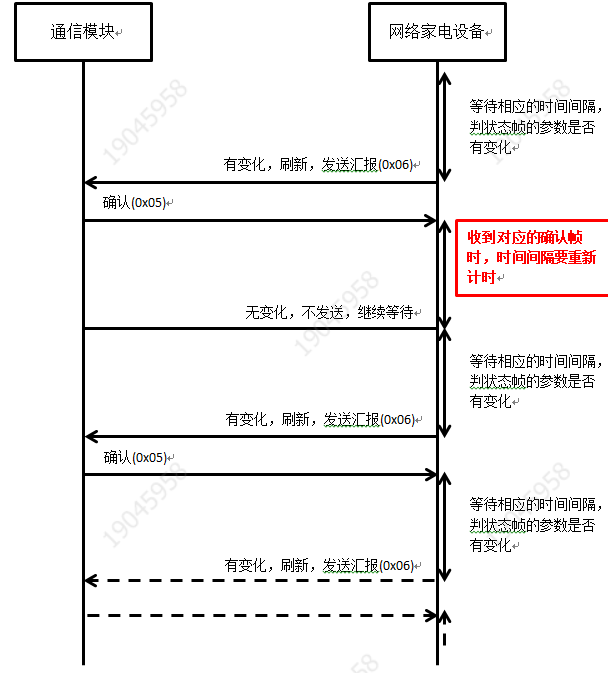 通信模块
网络家电设备
等待相应的时间间隔，
判状态帧的参数是否
有变化
有变化，刷新，发送汇报(0x06)
确认(0x05)
收到对应的确认帧
时，时间间隔要重新
计时
无变化，不发送，继续等待
等待相应的时间间隔，
判状态帧的参数是否
有变化
有变化，刷新，发送汇报(0x06)
确认(0x05)
等待相应的时间间隔，
判状态帧的参数是否
有变化
有变化，刷新，发送汇报(0x06)
19045958
19045958
19045958
19045958
19045958
19045958